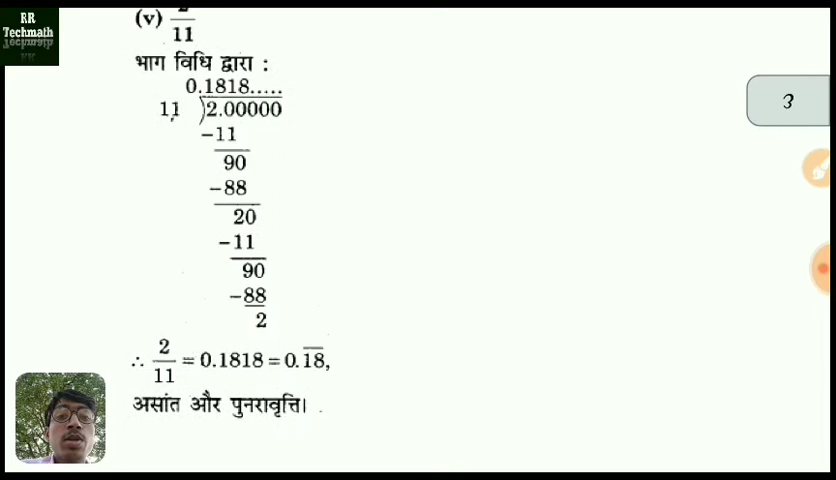 RR
Techmath
(v) 2/11
भाग विधि द्वारा :
0.1818.....
11 )2.00000
−11
90
−88
20
−11
90
−88
2
∴ 2/11 = 0.1818 = 0.1̅8̅,
असांत और पुनरावृत्ति।
3